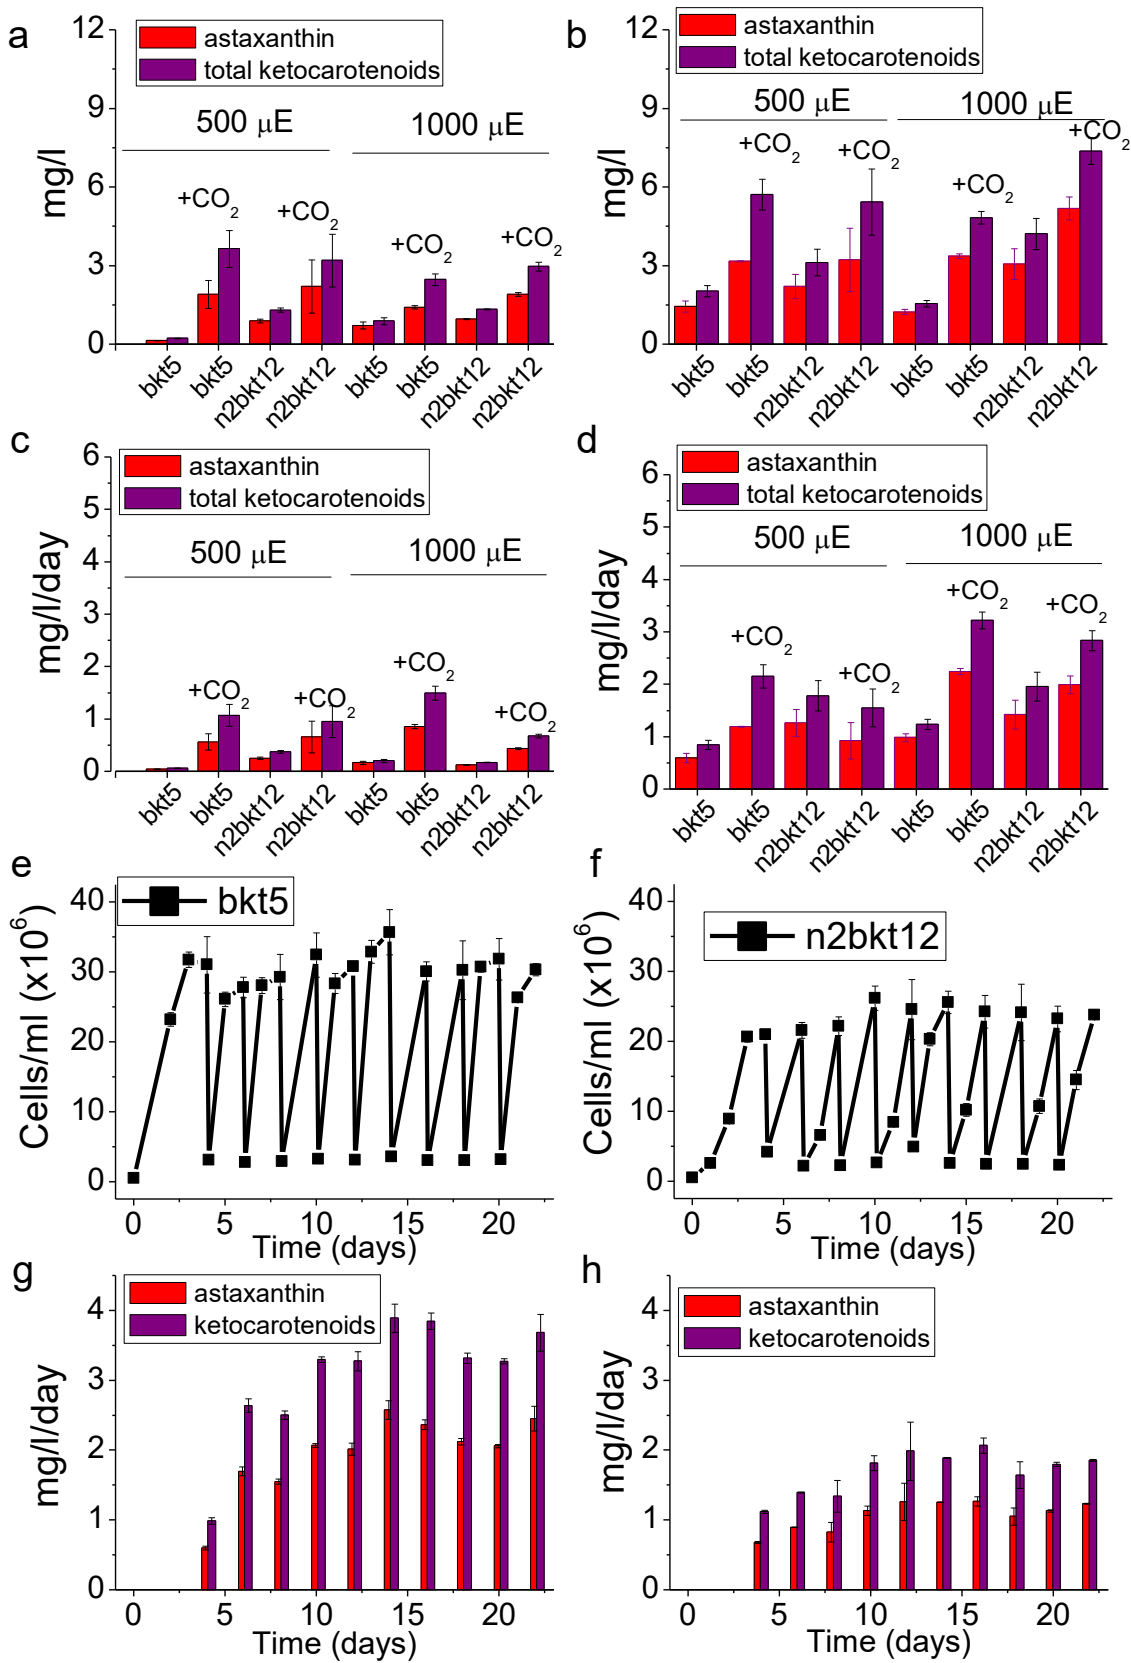 a
astaxanthin
total ketocarotenoids
500 µE
1000 µE
+CO2
+CO2
+CO2
+CO2
mg/l
12
9
6
3
0
bkt5
bkt5
n2bkt12
n2bkt12
bkt5
bkt5
n2bkt12
n2bkt12
b
astaxanthin
total ketocarotenoids
500 µE
1000 µE
+CO2
+CO2
+CO2
+CO2
mg/l
12
9
6
3
0
bkt5
bkt5
n2bkt12
n2bkt12
bkt5
bkt5
n2bkt12
n2bkt12
c
astaxanthin
total ketocarotenoids
500 µE
1000 µE
+CO2
+CO2
+CO2
+CO2
mg/l/day
6
5
4
3
2
1
0
bkt5
bkt5
n2bkt12
n2bkt12
bkt5
bkt5
n2bkt12
n2bkt12
d
astaxanthin
total ketocarotenoids
500 µE
1000 µE
+CO2
+CO2
+CO2
+CO2
mg/l/day
6
5
4
3
2
1
0
bkt5
bkt5
n2bkt12
n2bkt12
bkt5
bkt5
n2bkt12
n2bkt12
e
bkt5
Cells/ml (x10^6)
40
30
20
10
0
0 5 10 15 20
Time (days)
f
n2bkt12
Cells/ml (x10^6)
40
30
20
10
0
0 5 10 15 20
Time (days)
g
astaxanthin
ketocarotenoids
mg/l/day
4
3
2
1
0
0 5 10 15 20
Time (days)
h
astaxanthin
ketocarotenoids
mg/l/day
4
3
2
1
0
0 5 10 15 20
Time (days)